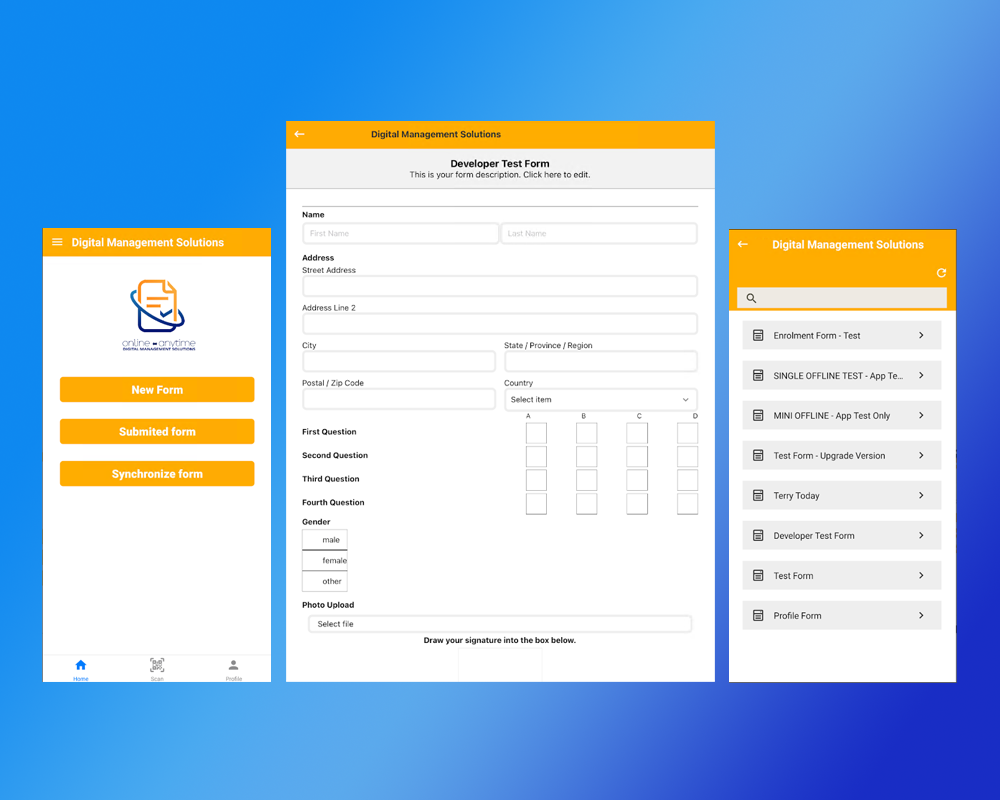 Digital Management Solutions
online - anytime
DIGITAL MANAGEMENT SOLUTIONS
New Form
Submited form
Synchronize form
Home Scan Profile
Digital Management Solutions
Developer Test Form
This is your form description. Click here to edit.
Name
First Name Last Name
Address
Street Address
Address Line 2
City State / Province / Region
Postal / Zip Code Country
Select item
A B C D
First Question
Second Question
Third Question
Fourth Question
Gender
male
female
other
Photo Upload
Select file
Draw your signature into the box below.
Digital Management Solutions
Enrolment Form - Test
SINGLE OFFLINE TEST - App Te...
MINI OFFLINE - App Test Only
Test Form - Upgrade Version
Terry Today
Developer Test Form
Test Form
Profile Form